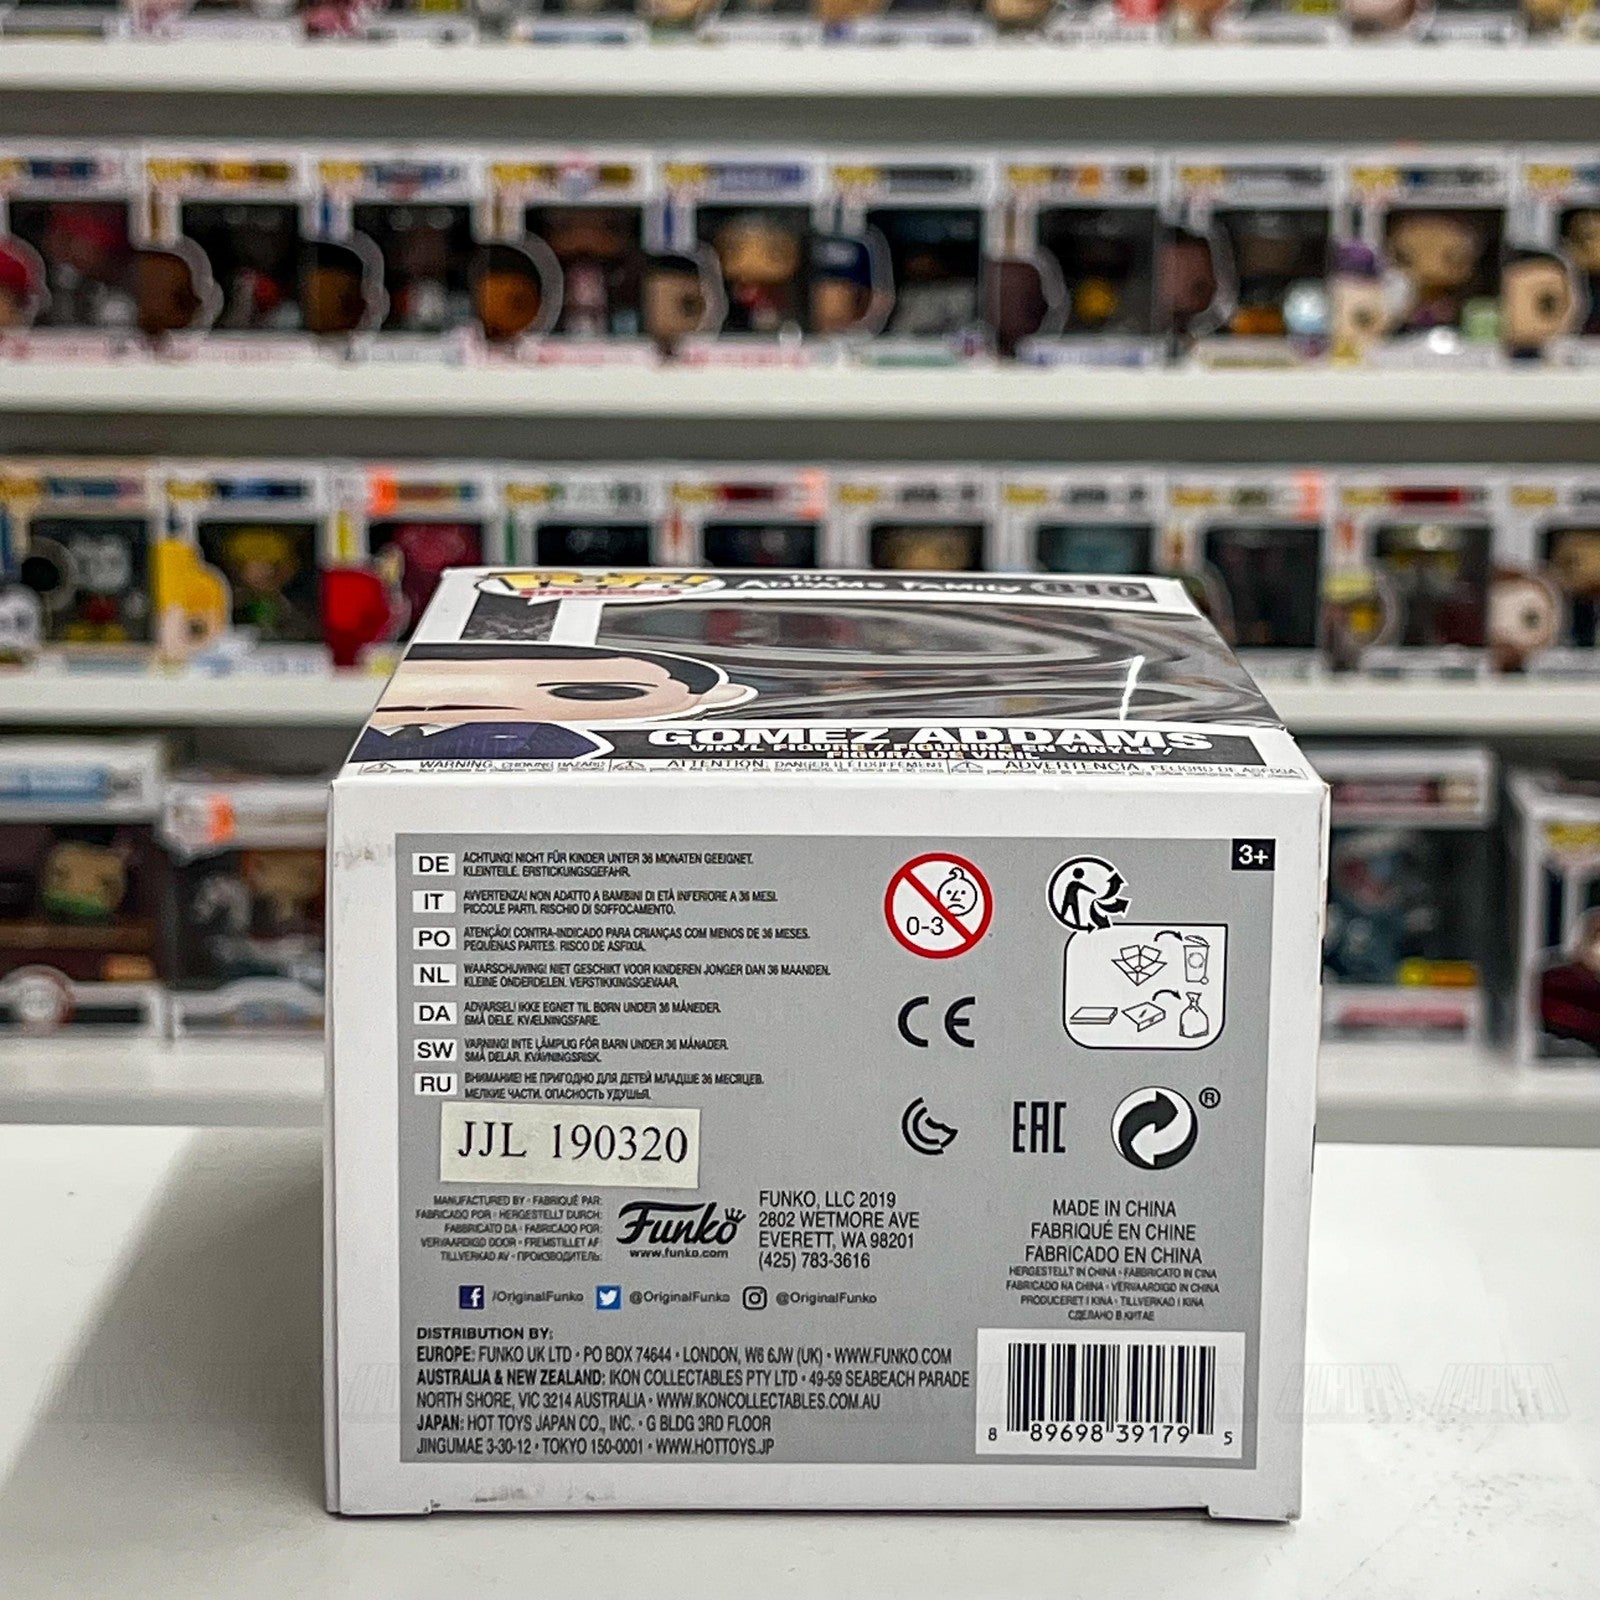 THE
ADDAMS FAMILY 810
GOMEZ ADDAMS
VINYL FIGURE / FIGURINE EN VINYLE /
FIGURA DE VINIL
WARNING: CHOKING HAZARD
ATTENTION: DANGER D'ÉTOUFFEMENT
ADVERTENCIA: PELIGRO DE ASFIXIA
3+
DE ACHTUNG! NICHT FÜR KINDER UNTER 36 MONATEN GEEIGNET.
KLEINTEILE. ERSTICKUNGSGEFAHR.
IT AVVERTENZA! NON ADATTO A BAMBINI DI ETÀ INFERIORE A 36 MESI.
PICCOLE PARTI. RISCHIO DI SOFFOCAMENTO.
PO ATENÇÃO! CONTRA-INDICADO PARA CRIANÇAS COM MENOS DE 36 MESES.
PEQUENAS PARTES. RISCO DE ASFIXIA.
NL WAARSCHUWING! NIET GESCHIKT VOOR KINDEREN JONGER DAN 36 MAANDEN.
KLEINE ONDERDELEN. VERSTIKKINGSGEVAAR.
DA ADVARSEL! IKKE EGNET TIL BØRN UNDER 36 MÅNEDER.
SMÅ DELE. KVÆLNINGSFARE.
SW VARNING! INTE LÄMPLIG FÖR BARN UNDER 36 MÅNADER.
SMÅ DELAR. KVÄVNINGSRISK.
RU ВНИМАНИЕ! НЕ ПРИГОДНО ДЛЯ ДЕТЕЙ МЛАДШЕ 36 МЕСЯЦЕВ.
МЕЛКИЕ ЧАСТИ. ОПАСНОСТЬ УДУШЬЯ.
0-3
CE
EAC
®
JJL 190320
MANUFACTURED BY · FABRIQUÉ PAR:
FABRICADO POR · HERGESTELLT DURCH:
FABBRICATO DA · FABRICADO POR:
VERVAARDIGD DOOR · FREMSTILLET AF:
TILLVERKAD AV · ПРОИЗВОДИТЕЛЬ:
Funko
www.funko.com
FUNKO, LLC 2019
2802 WETMORE AVE
EVERETT, WA 98201
(425) 783-3616
/OriginalFunko @OriginalFunko @OriginalFunko
MADE IN CHINA
FABRIQUÉ EN CHINE
FABRICADO EN CHINA
HERGESTELLT IN CHINA · FABBRICATO IN CINA
FABRICADO NA CHINA · VERVAARDIGD IN CHINA
PRODUCERET I KINA · TILLVERKAD I KINA
СДЕЛАНО В КИТАЕ
DISTRIBUTION BY:
EUROPE: FUNKO UK LTD · PO BOX 74644 · LONDON, W6 6JW (UK) · WWW.FUNKO.COM
AUSTRALIA & NEW ZEALAND: IKON COLLECTABLES PTY LTD · 49-59 SEABEACH PARADE
NORTH SHORE, VIC 3214 AUSTRALIA · WWW.IKONCOLLECTABLES.COM.AU
JAPAN: HOT TOYS JAPAN CO., INC. · G BLDG 3RD FLOOR
JINGUMAE 3-30-12 · TOKYO 150-0001 · WWW.HOTTOYS.JP
8 89698 39179 5